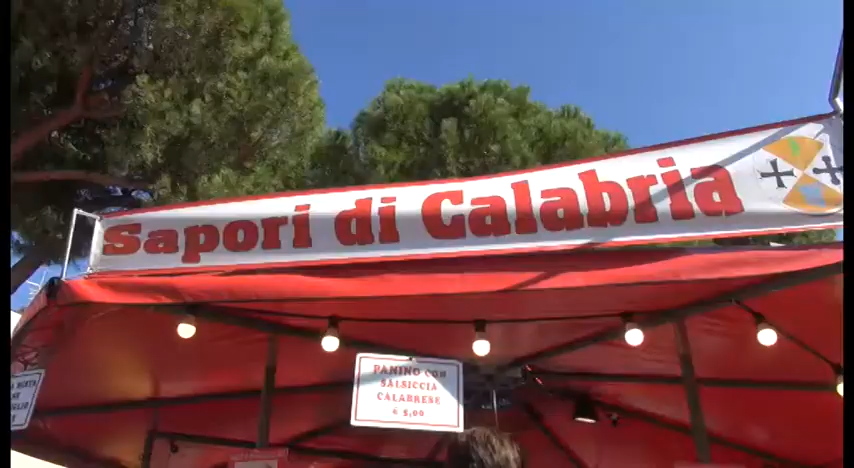 Sapori di Calabria
PANINO CON
SALSICCIA
CALABRESE
€ 5,00